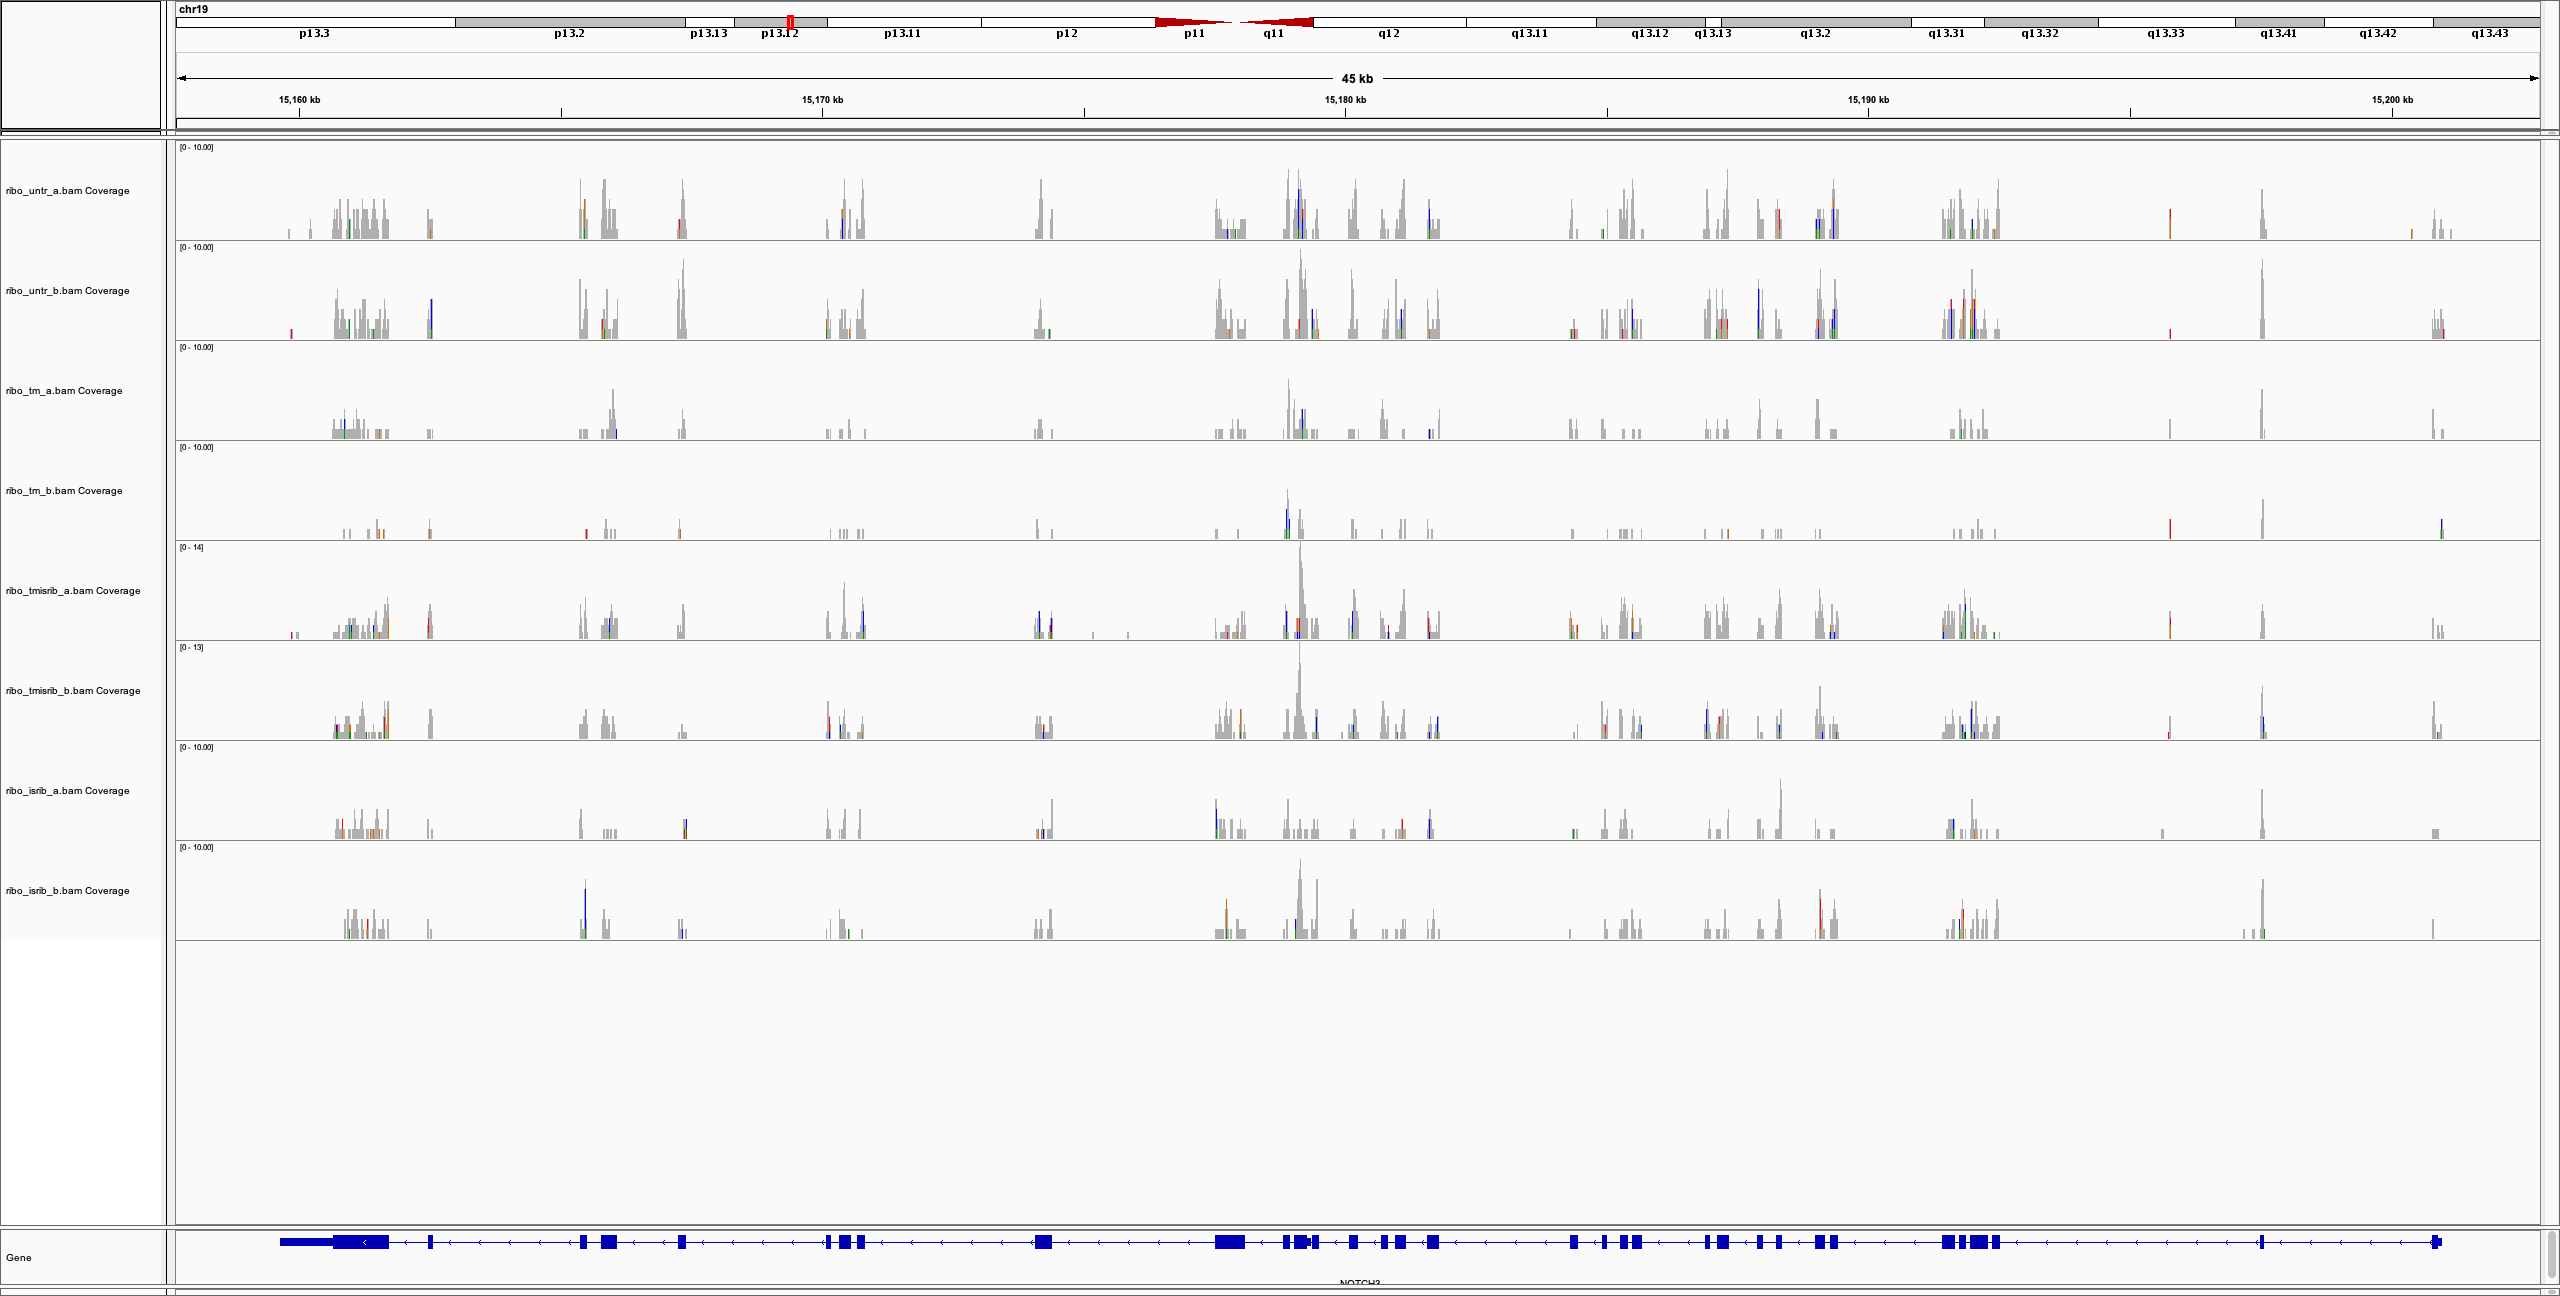 chr19
p13.3 p13.2 p13.13 p13.12 p13.11 p12 p11 q11 q12 q13.11 q13.12 q13.13 q13.2 q13.31 q13.32 q13.33 q13.41 q13.42 q13.43
45 kb
15,160 kb 15,170 kb 15,180 kb 15,190 kb 15,200 kb
[0 - 10.00]
ribo_untr_a.bam Coverage
[0 - 10.00]
ribo_untr_b.bam Coverage
[0 - 10.00]
ribo_tm_a.bam Coverage
[0 - 10.00]
ribo_tm_b.bam Coverage
[0 - 14]
ribo_tmisrib_a.bam Coverage
[0 - 13]
ribo_tmisrib_b.bam Coverage
[0 - 10.00]
ribo_isrib_a.bam Coverage
[0 - 10.00]
ribo_isrib_b.bam Coverage
Gene